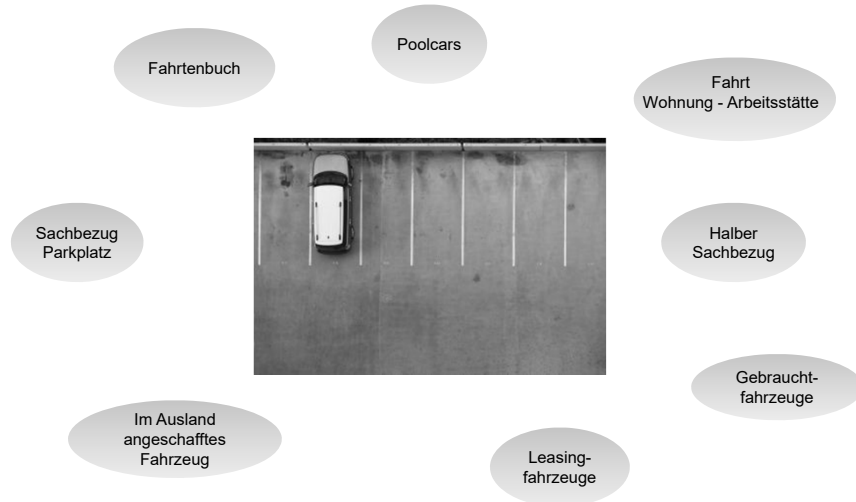 Poolcars
Fahrtenbuch
Fahrt
Wohnung - Arbeitsstätte
Sachbezug
Parkplatz
Halber
Sachbezug
Gebraucht-
fahrzeuge
Im Ausland
angeschafftes
Fahrzeug
Leasing-
fahrzeuge